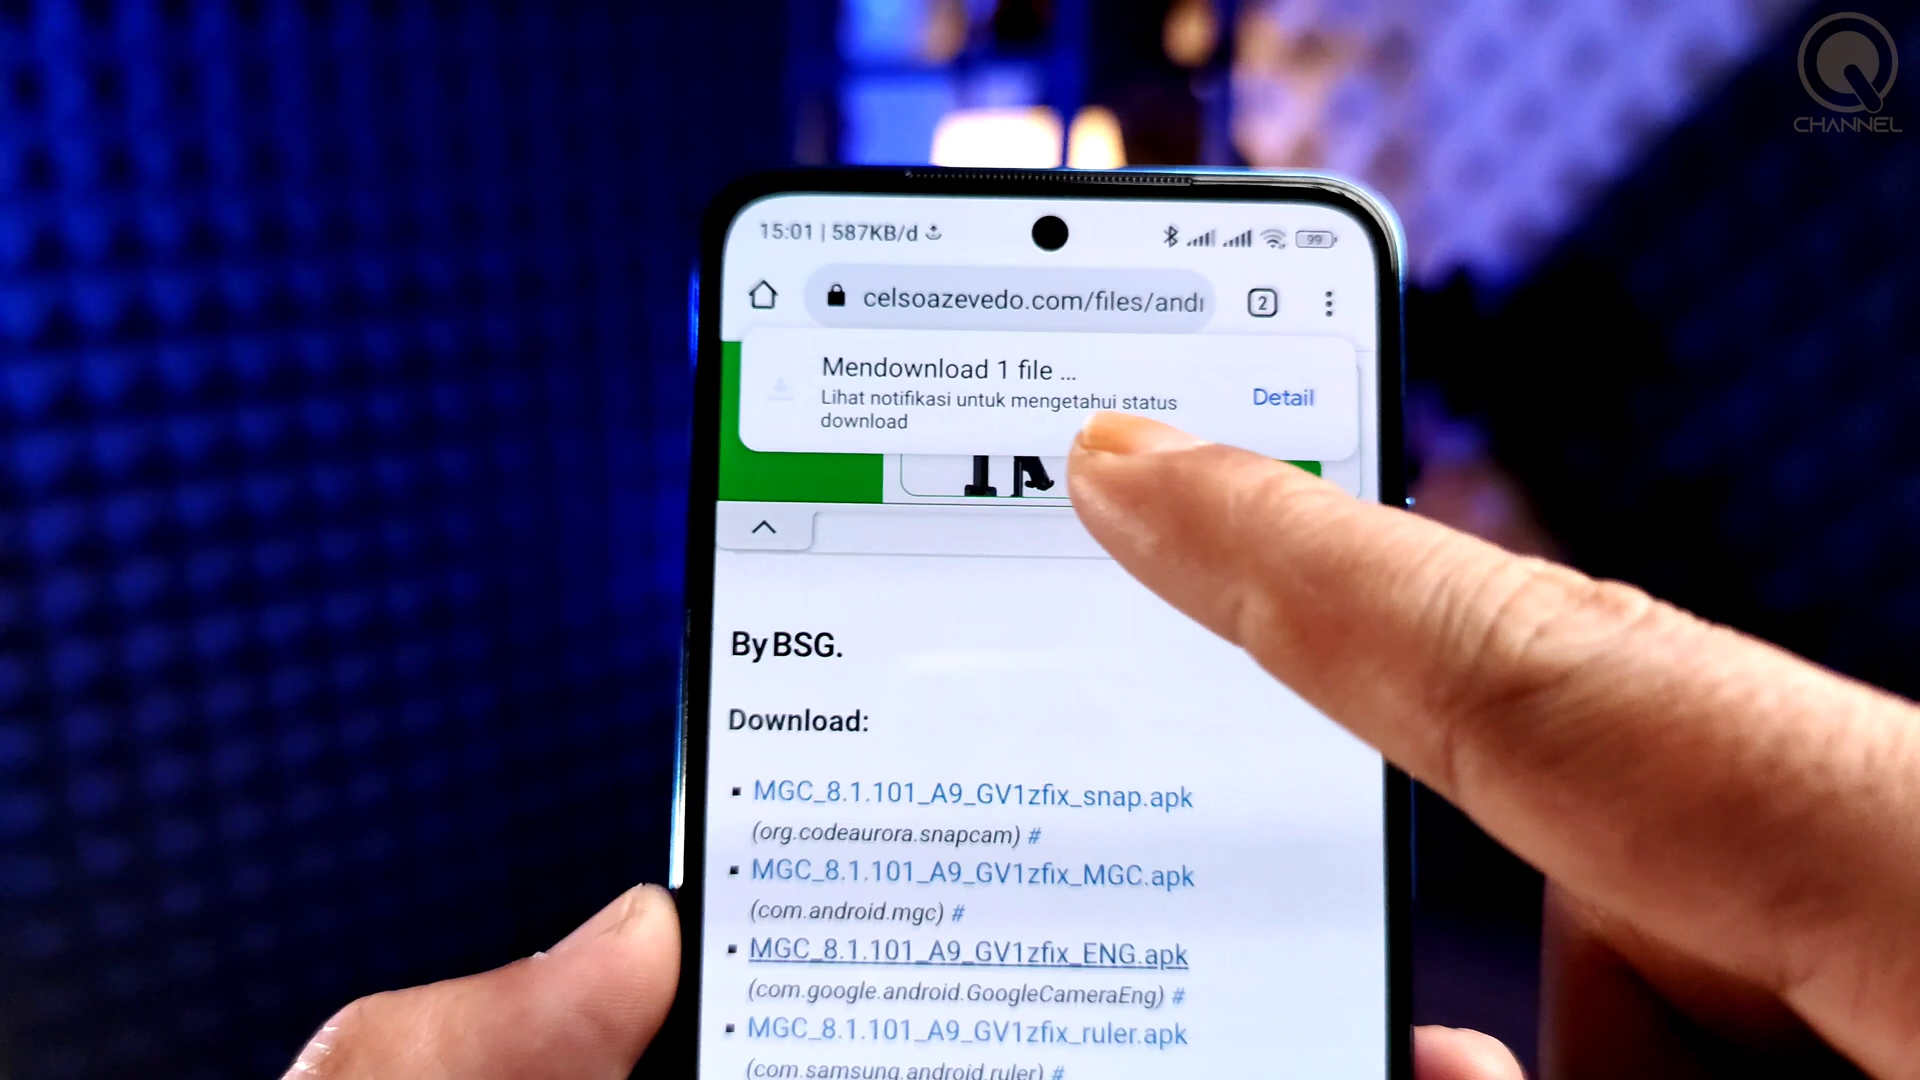 CHANNEL
15:01 | 587KB/d
99
celsoazevedo.com/files/andr
2
Mendownload 1 file ...
Lihat notifikasi untuk mengetahui status
download
Detail
By BSG.
Download:
MGC_8.1.101_A9_GV1zfix_snap.apk
(org.codeaurora.snapcam) #
MGC_8.1.101_A9_GV1zfix_MGC.apk
(com.android.mgc) #
MGC_8.1.101_A9_GV1zfix_ENG.apk
(com.google.android.GoogleCameraEng) #
MGC_8.1.101_A9_GV1zfix_ruler.apk
(com.samsung.android.ruler) #